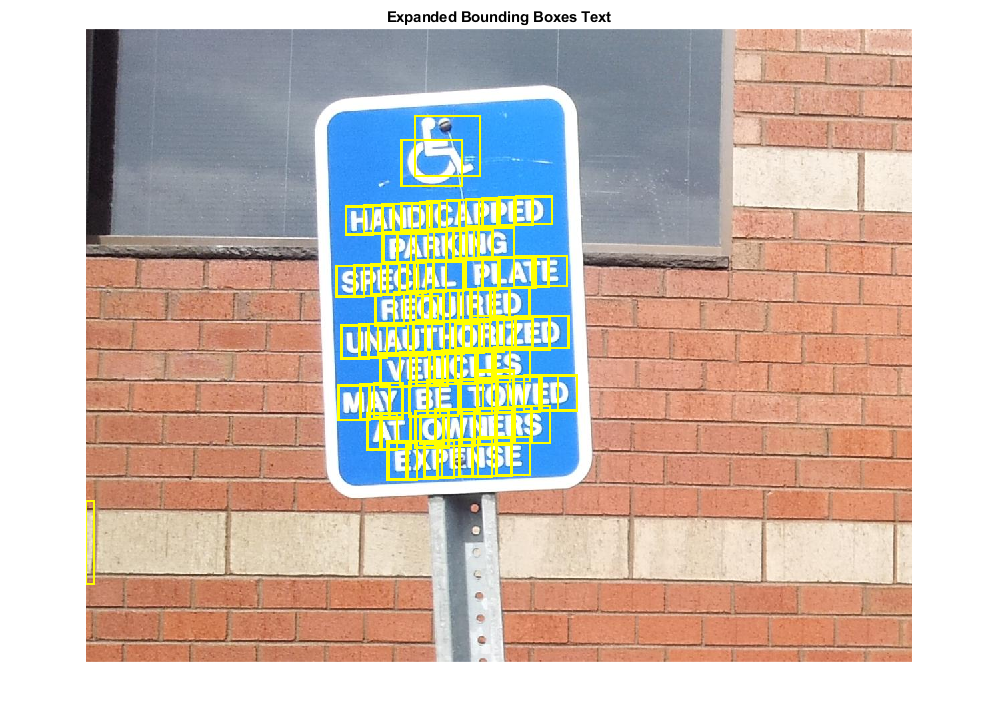 Expanded Bounding Boxes Text
HANDICAPPED
PARKING
SPECIAL PLATE
REQUIRED
UNAUTHORIZED
VEHICLES
MAY BE TOWED
AT OWNERS
EXPENSE